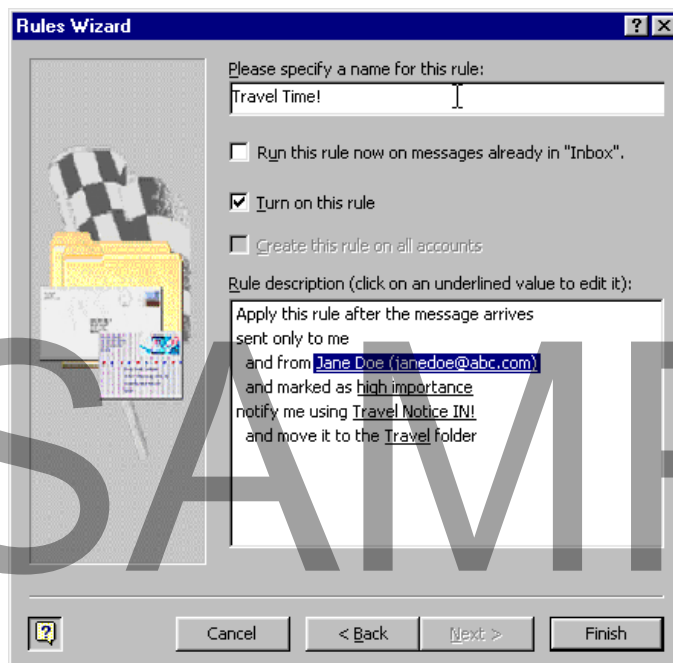 Rules Wizard
Please specify a name for this rule:
Travel Time!
Run this rule now on messages already in "Inbox".
Turn on this rule
Create this rule on all accounts
Rule description (click on an underlined value to edit it):
Apply this rule after the message arrives
sent only to me
and from Jane Doe (janedoe@abc.com)
and marked as high importance
notify me using Travel Notice IN!
and move it to the Travel folder
SAMP
Cancel
< Back
Next >
Finish